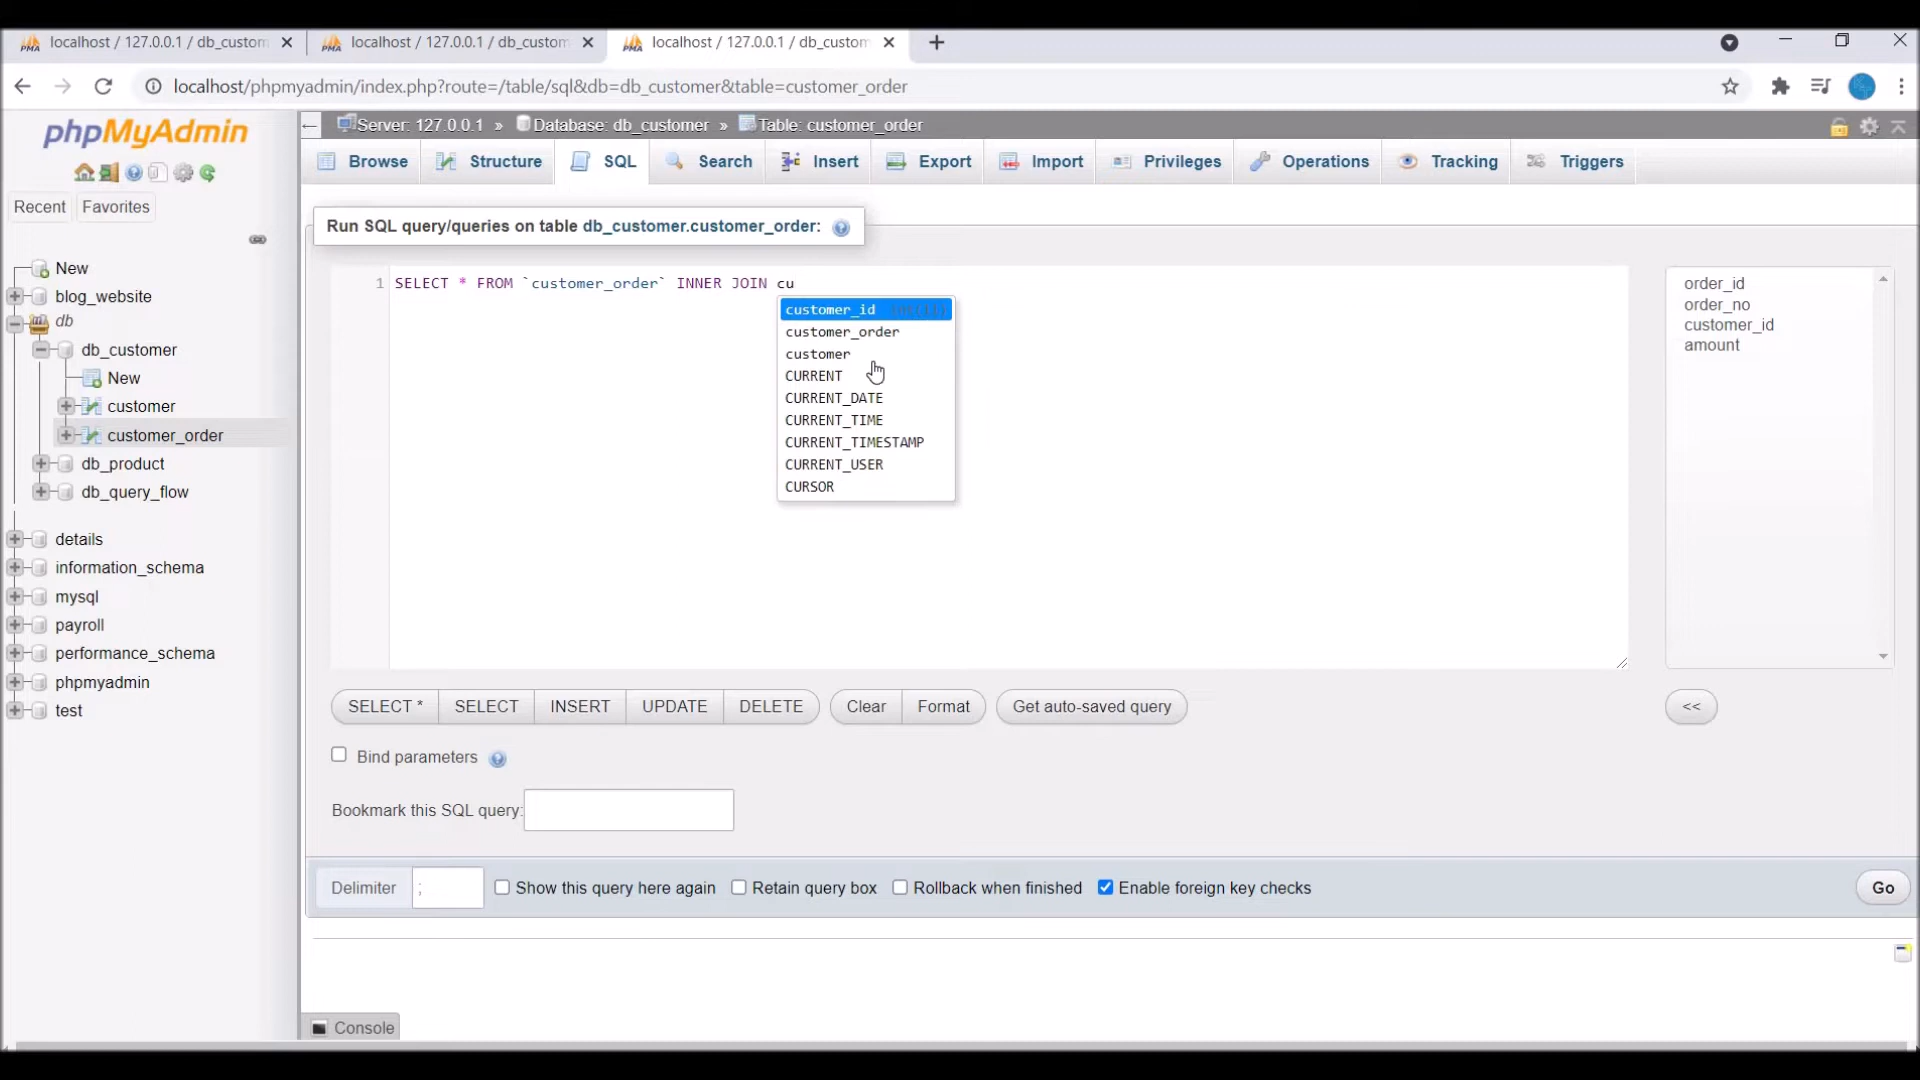 localhost / 127.0.0.1 / db_custom
localhost / 127.0.0.1 / db_custom
localhost / 127.0.0.1 / db_custom
localhost/phpmyadmin/index.php?route=/table/sql&db=db_customer&table=customer_order
phpMyAdmin
Recent
Favorites
New
blog_website
db
db_customer
New
customer
customer_order
db_product
db_query_flow
details
information_schema
mysql
payroll
performance_schema
phpmyadmin
test
Server: 127.0.0.1 » Database: db_customer » Table: customer_order
Browse
Structure
SQL
Search
Insert
Export
Import
Privileges
Operations
Tracking
Triggers
Run SQL query/queries on table db_customer.customer_order:
1 SELECT * FROM `customer_order` INNER JOIN cu
customer_id
customer_order
customer
CURRENT
CURRENT_DATE
CURRENT_TIME
CURRENT_TIMESTAMP
CURRENT_USER
CURSOR
order_id
order_no
customer_id
amount
SELECT *
SELECT
INSERT
UPDATE
DELETE
Clear
Format
Get auto-saved query
<<
Bind parameters
Bookmark this SQL query:
Delimiter
;
Show this query here again
Retain query box
Rollback when finished
Enable foreign key checks
Go
Console